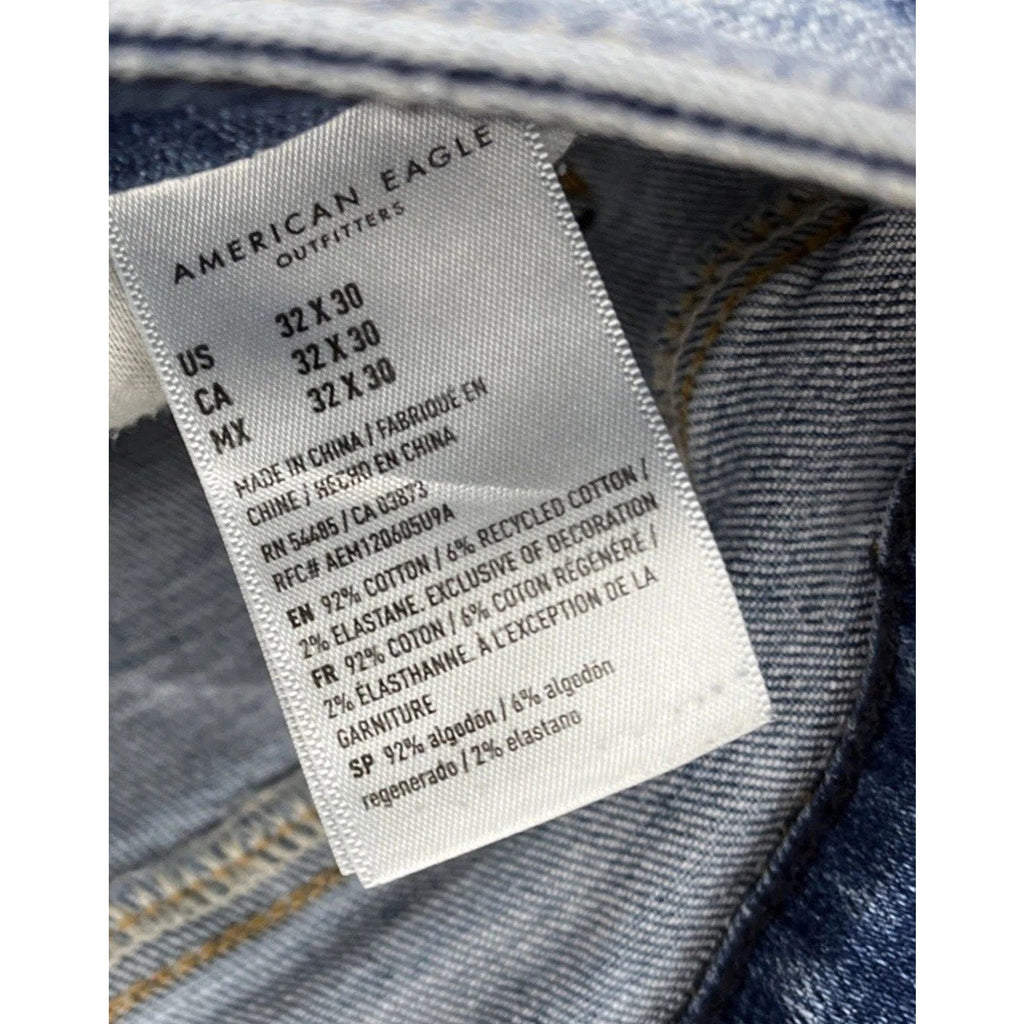 AMERICAN EAGLE
OUTFITTERS
US 32 X 30
CA 32 X 30
MX 32 X 30
MADE IN CHINA / FABRIQUÉ EN
CHINE / HECHO EN CHINA
RN 54485 / CA 03873
RFC# AEM120605U9A
EN 92% COTTON / 6% RECYCLED COTTON /
2% ELASTANE. EXCLUSIVE OF DECORATION
FR 92% COTON / 6% COTON RÉGÉNÉRÉ /
2% ÉLASTHANNE. À L'EXCEPTION DE LA
GARNITURE
SP 92% algodón / 6% algodón
regenerado / 2% elastano